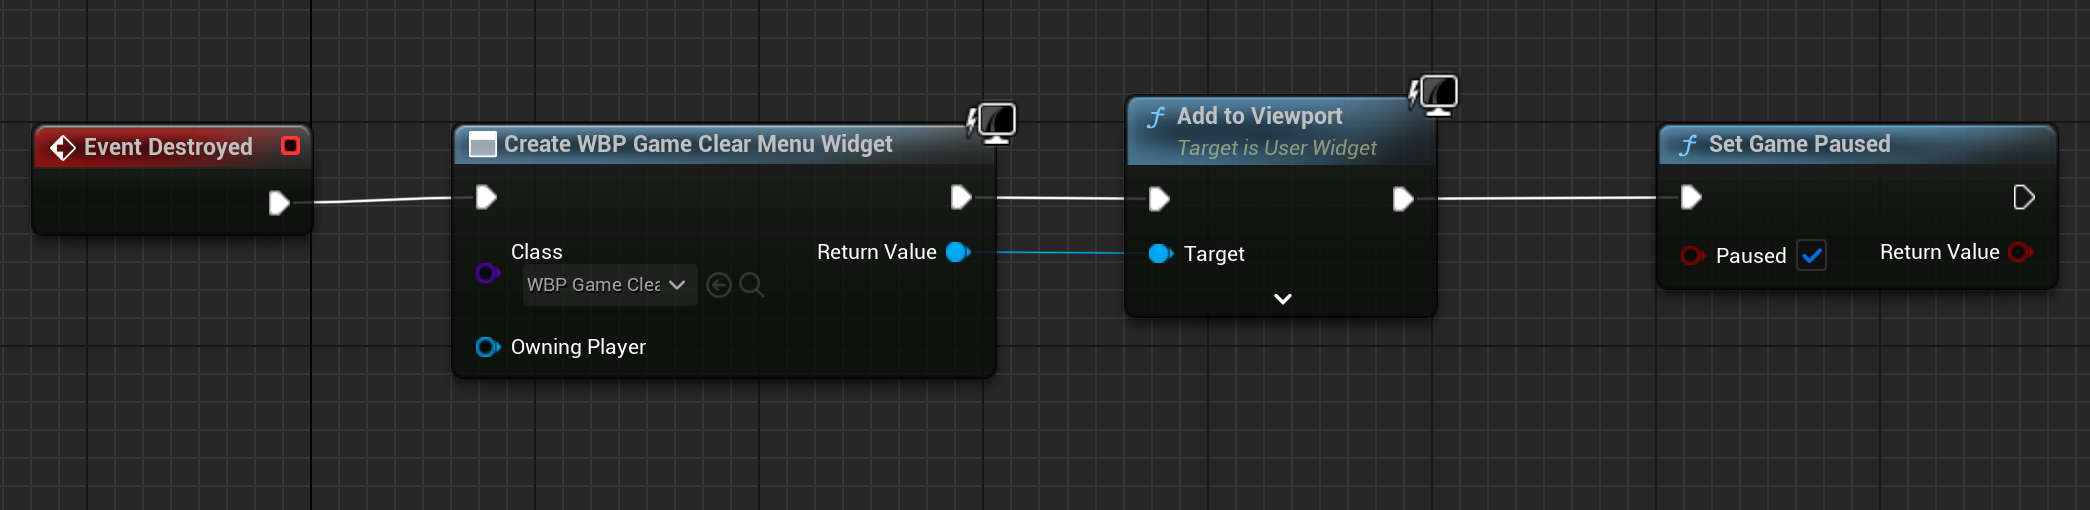 Event Destroyed
Create WBP Game Clear Menu Widget
Class
WBP Game Clea
Return Value
Owning Player
f Add to Viewport
Target is User Widget
Target
f Set Game Paused
Paused
Return Value